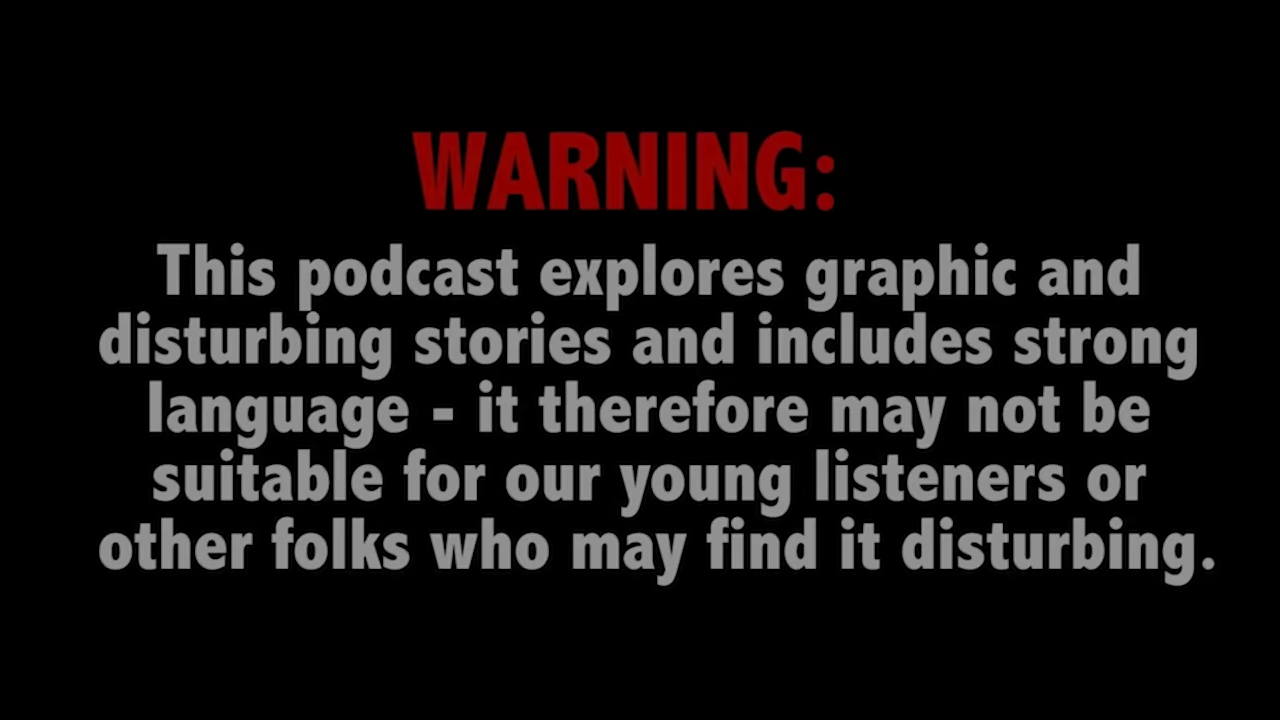 WARNING:
This podcast explores graphic and
disturbing stories and includes strong
language - it therefore may not be
suitable for our young listeners or
other folks who may find it disturbing.